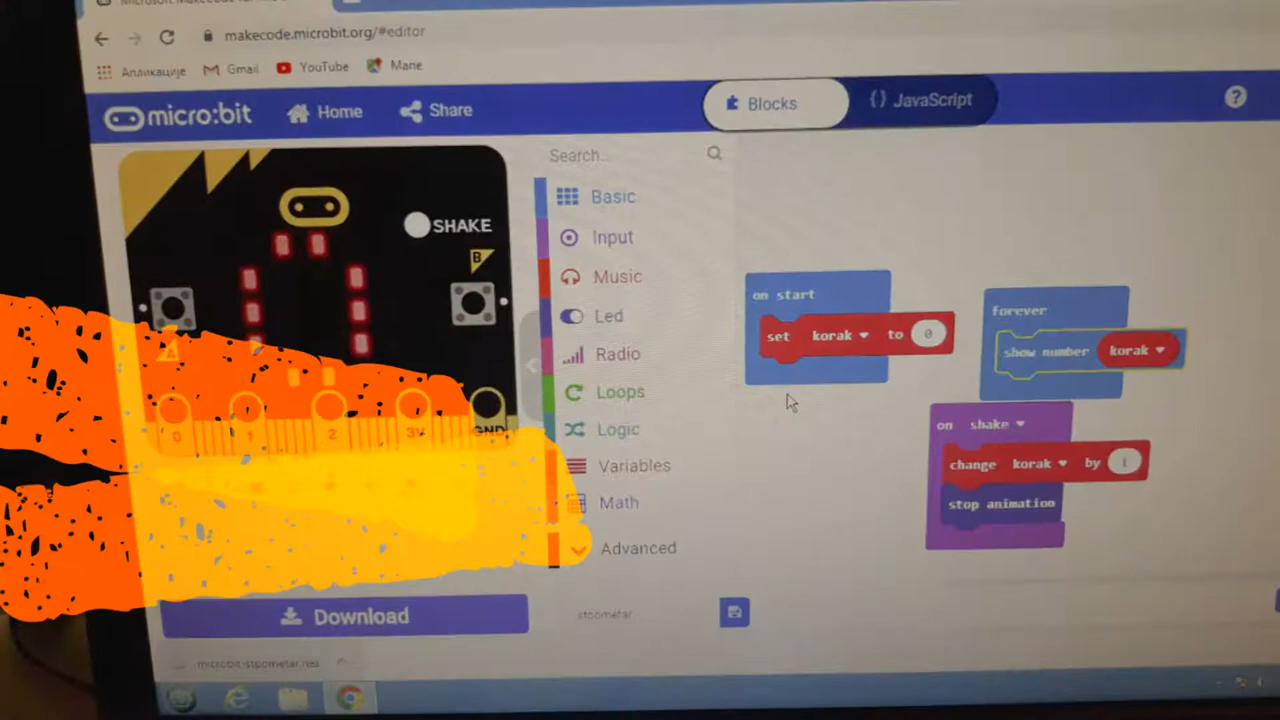 makecode.microbit.org/#editor
Апликације Gmail YouTube Mane
micro:bit Home Share Blocks {} JavaScript ?
Search...
SHAKE
B
A
0 1 2 3V GND
Basic
Input
Music
Led
Radio
Loops
Logic
Variables
Math
Advanced
on start
set korak to 0
forever
show number korak
on shake
change korak by 1
stop animation
Download